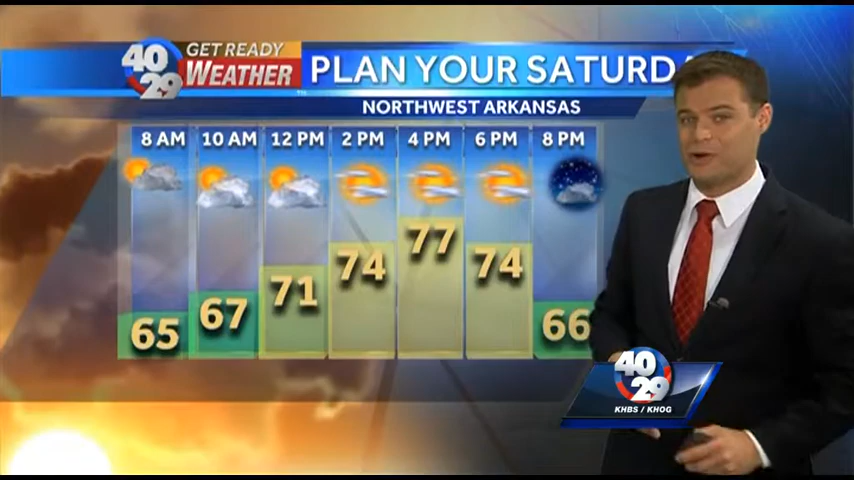 40 29
GET READY
WEATHER
PLAN YOUR SATURDA
NORTHWEST ARKANSAS
8 AM 10 AM 12 PM 2 PM 4 PM 6 PM 8 PM
65 67 71 74 77 74 66
40 29
KHBS / KHOG